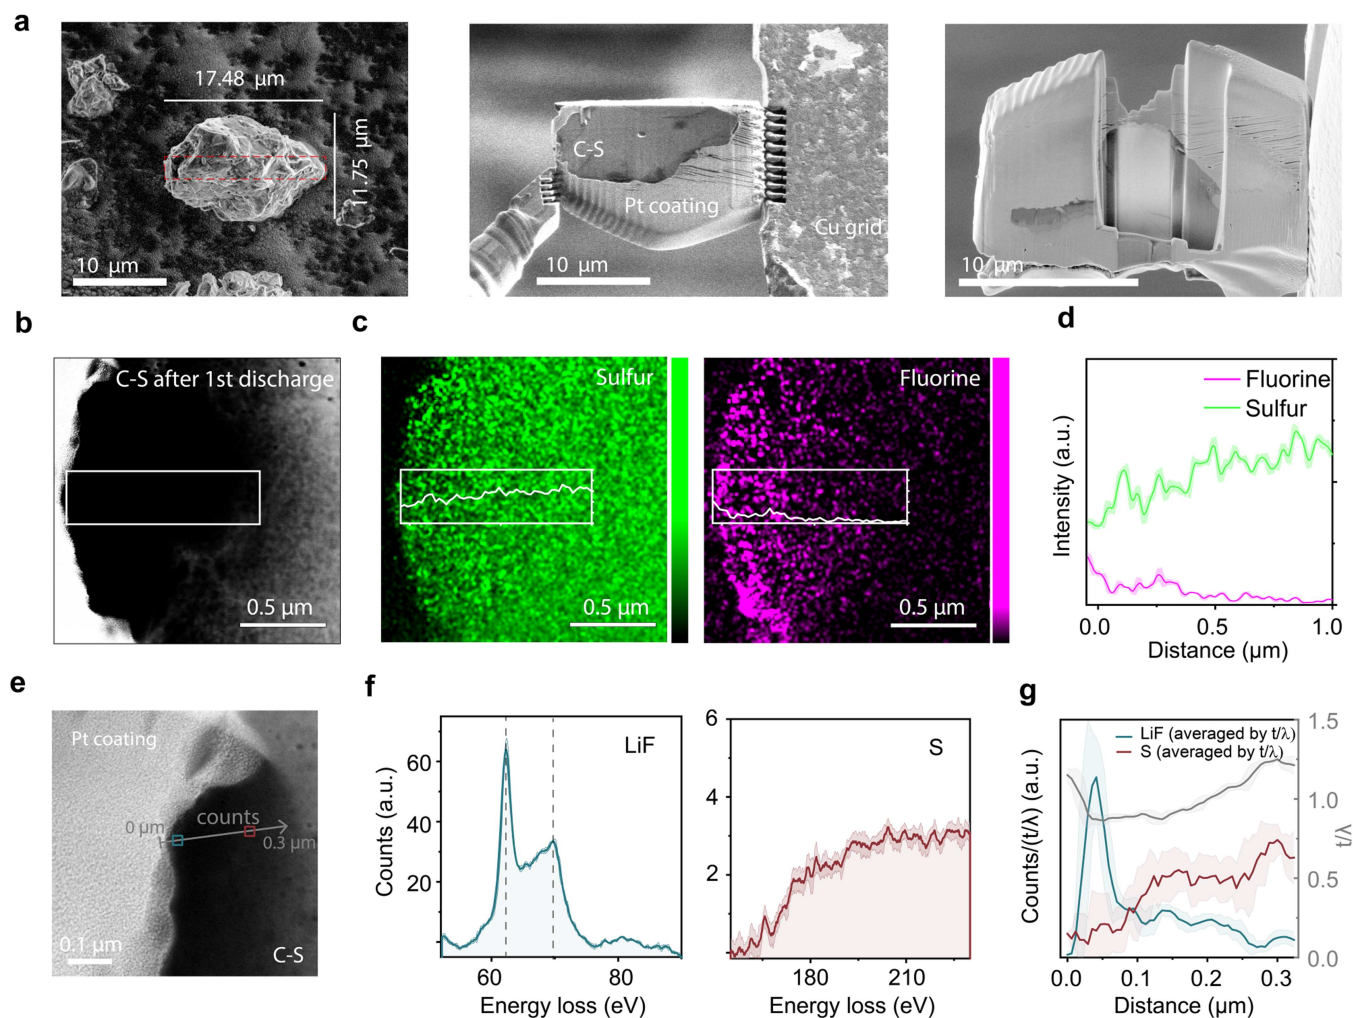 a
17.48 μm
11.75 μm
10 μm
C-S
Pt coating
Cu grid
10 μm
10 μm
b
C-S after 1st discharge
0.5 μm
c
Sulfur
0.5 μm
Fluorine
0.5 μm
d
Fluorine
Sulfur
Intensity (a.u.)
0.0 0.5 1.0
Distance (μm)
e
Pt coating
0 μm
counts
0.3 μm
0.1 μm
C-S
f
LiF
60
40
20
Counts (a.u.)
60 80
Energy loss (eV)
S
6
4
2
180 210
Energy loss (eV)
g
LiF (averaged by t/λ)
S (averaged by t/λ)
Counts/(t/λ) (a.u.)
1.5
1.0
0.5
0.0
t/λ
0.0 0.1 0.2 0.3
Distance (μm)